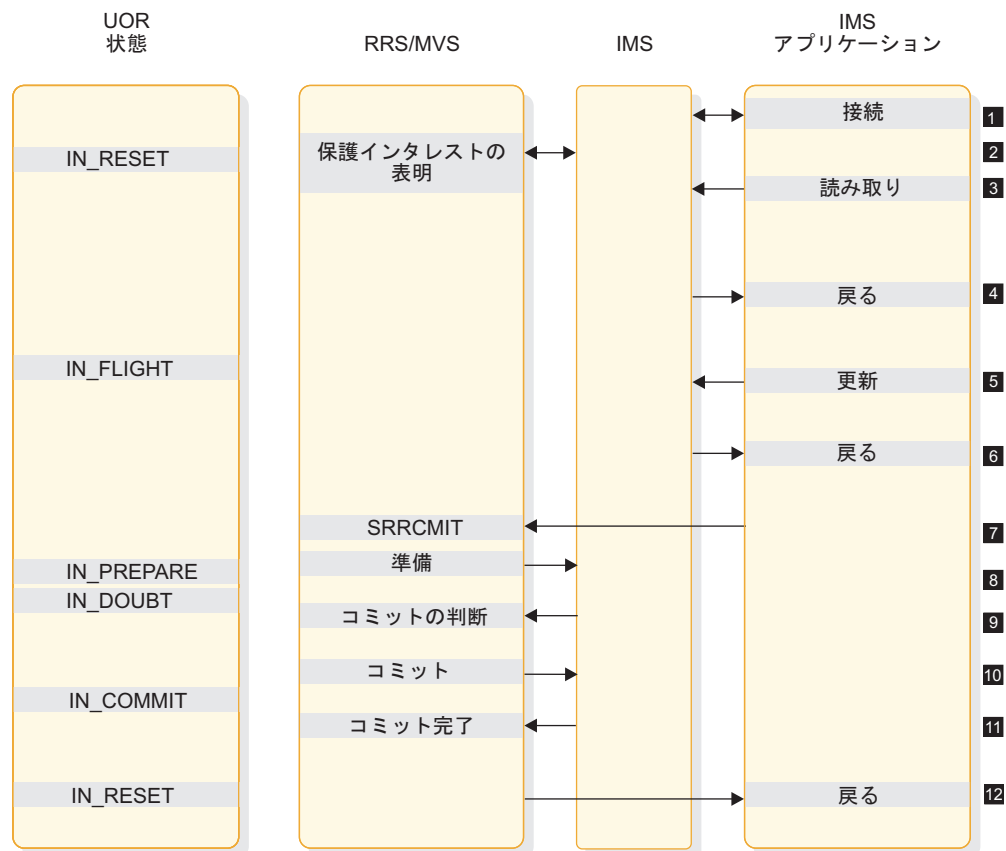 UOR
状態
RRS/MVS
IMS
IMS
アプリケーション
接続
1
保護インタレストの
表明
2
IN_RESET
読み取り
3
戻る
4
IN_FLIGHT
更新
5
戻る
6
SRRCMIT
7
準備
IN_PREPARE
8
IN_DOUBT
コミットの判断
9
コミット
10
IN_COMMIT
コミット完了
11
IN_RESET
戻る
12